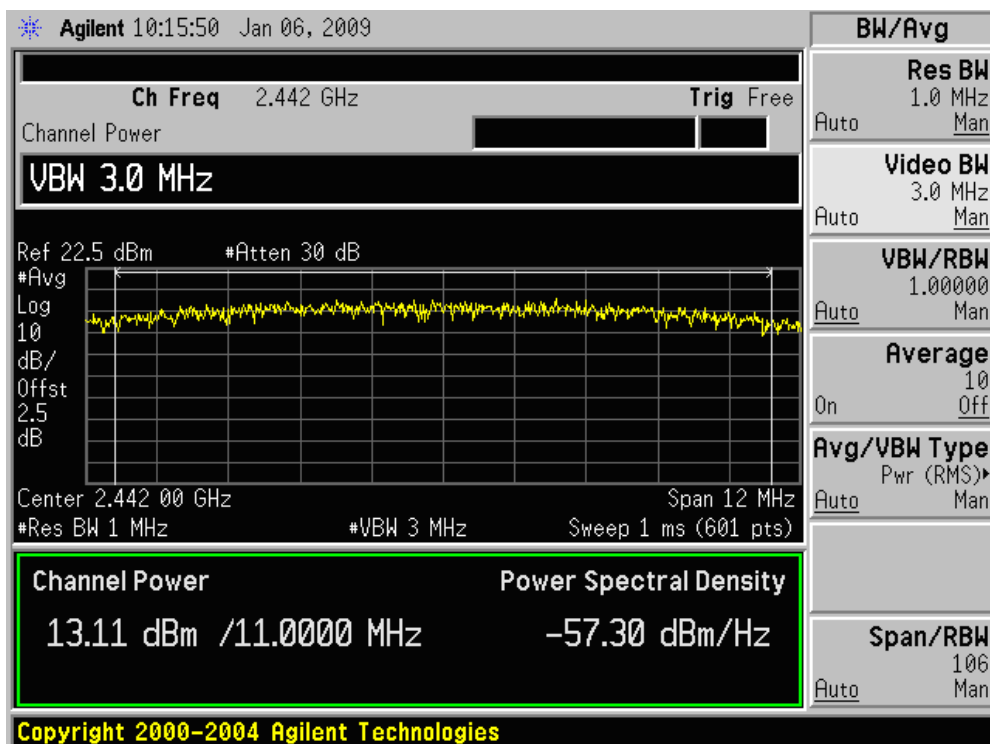 Agilent 10:15:50 Jan 06, 2009
BW/Avg
Ch Freq 2.442 GHz
Trig Free
Channel Power
VBW 3.0 MHz
Ref 22.5 dBm #Atten 30 dB
#Avg
Log
10
dB/
Offst
2.5
dB
Center 2.442 00 GHz
Span 12 MHz
#Res BW 1 MHz
#VBW 3 MHz
Sweep 1 ms (601 pts)
Channel Power
Power Spectral Density
13.11 dBm /11.0000 MHz
-57.30 dBm/Hz
Res BW
1.0 MHz
Auto Man
Video BW
3.0 MHz
Auto Man
VBW/RBW
1.00000
Auto Man
Average
10
On Off
Avg/VBW Type
Pwr (RMS)▸
Auto Man
Span/RBW
106
Auto Man
Copyright 2000-2004 Agilent Technologies